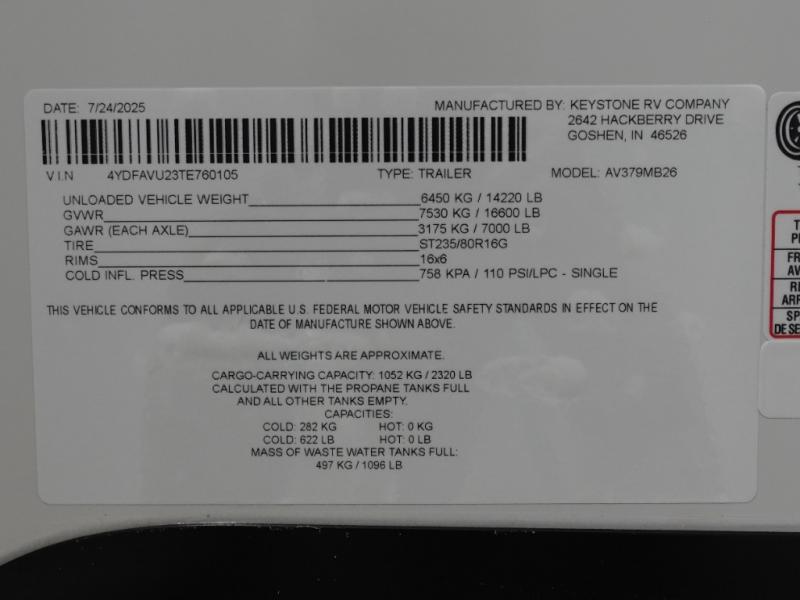 DATE: 7/24/2025 MANUFACTURED BY: KEYSTONE RV COMPANY
2642 HACKBERRY DRIVE
GOSHEN, IN 46526
V I.N 4YDFAVU23TE760105 TYPE: TRAILER MODEL: AV379MB26
UNLOADED VEHICLE WEIGHT 6450 KG / 14220 LB
GVWR 7530 KG / 16600 LB
GAWR (EACH AXLE) 3175 KG / 7000 LB
TIRE ST235/80R16G
RIMS 16x6
COLD INFL. PRESS 758 KPA / 110 PSI/LPC - SINGLE
THIS VEHICLE CONFORMS TO ALL APPLICABLE U.S. FEDERAL MOTOR VEHICLE SAFETY STANDARDS IN EFFECT ON THE
DATE OF MANUFACTURE SHOWN ABOVE.
ALL WEIGHTS ARE APPROXIMATE.
CARGO-CARRYING CAPACITY: 1052 KG / 2320 LB
CALCULATED WITH THE PROPANE TANKS FULL
AND ALL OTHER TANKS EMPTY.
CAPACITIES:
COLD: 282 KG HOT: 0 KG
COLD: 622 LB HOT: 0 LB
MASS OF WASTE WATER TANKS FULL:
497 KG / 1096 LB